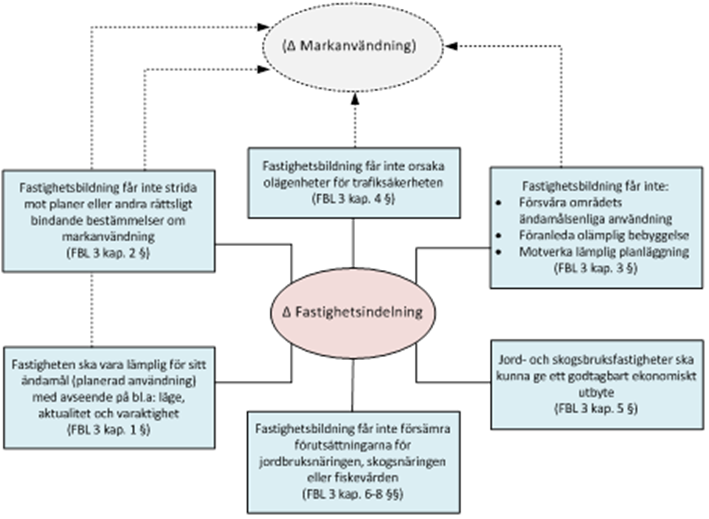 (Δ Markanvändning)
Fastighetsbildning får inte strida
mot planer eller andra rättsligt
bindande bestämmelser om
markanvändning
(FBL 3 kap. 2 §)
Fastighetsbildning får inte orsaka
olägenheter för trafiksäkerheten
(FBL 3 kap. 4 §)
Fastighetsbildning får inte:
• Försvåra områdets
ändamålsenliga användning
• Föranleda olämplig bebyggelse
• Motverka lämplig planläggning
(FBL 3 kap. 3 §)
Δ Fastighetsindelning
Fastigheten ska vara lämplig för sitt
ändamål (planerad användning)
med avseende på bl.a: läge,
aktualitet och varaktighet
(FBL 3 kap. 1 §)
Fastighetsbildning får inte försämra
förutsättningarna för
jordbruksnäringen, skogsnäringen
eller fiskevården
(FBL 3 kap. 6-8 §§)
Jord- och skogsbruksfastigheter ska
kunna ge ett godtagbart ekonomiskt
utbyte
(FBL 3 kap. 5 §)